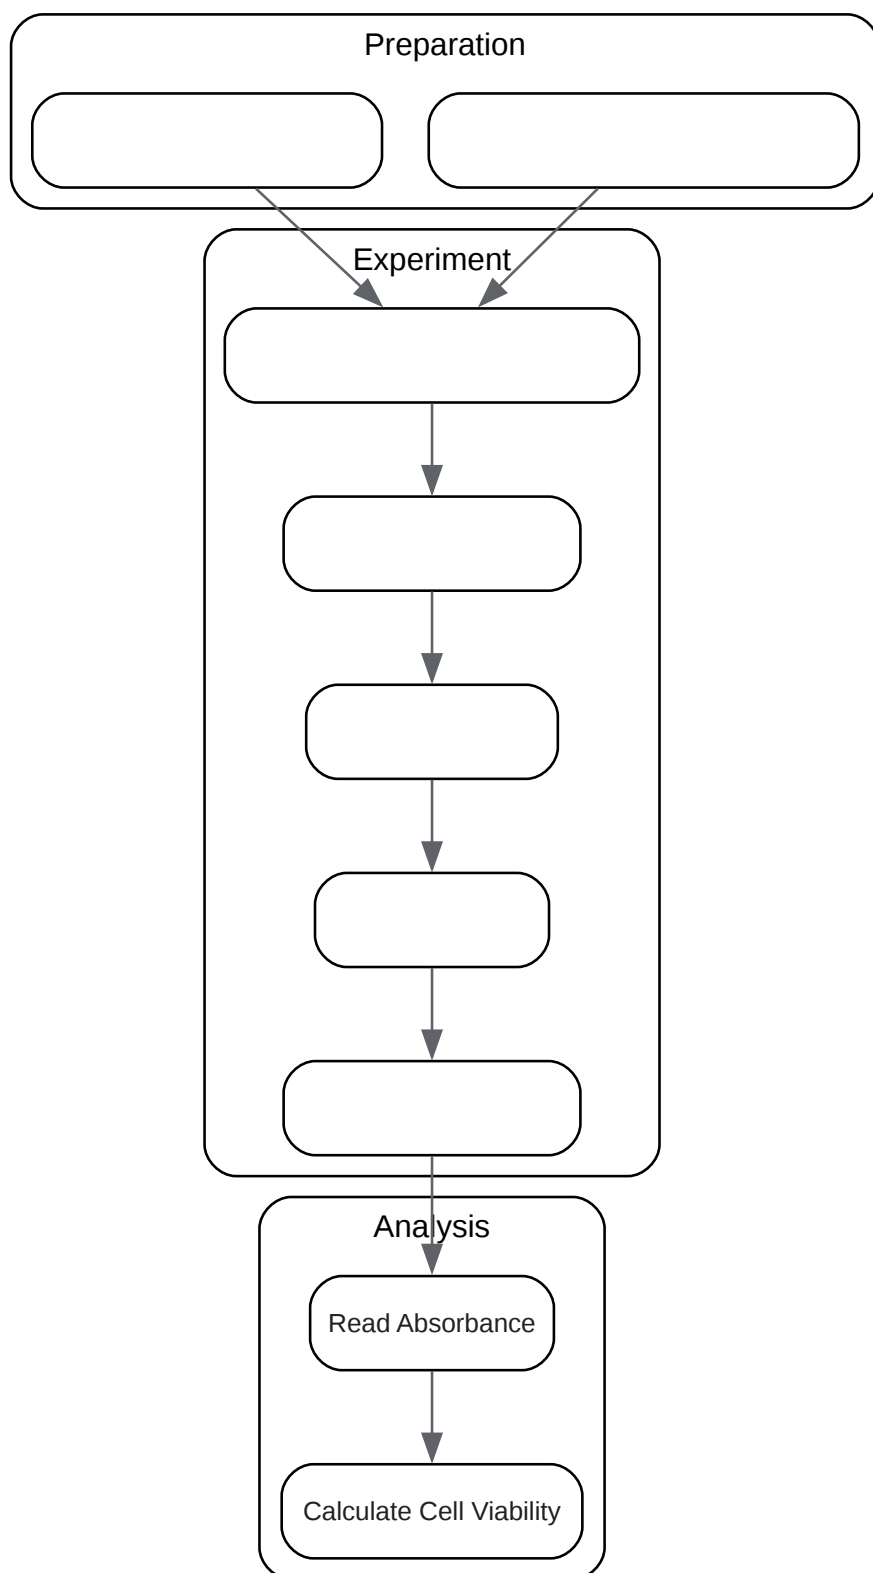 Preparation
Experiment
Analysis
Read Absorbance
Calculate Cell Viability